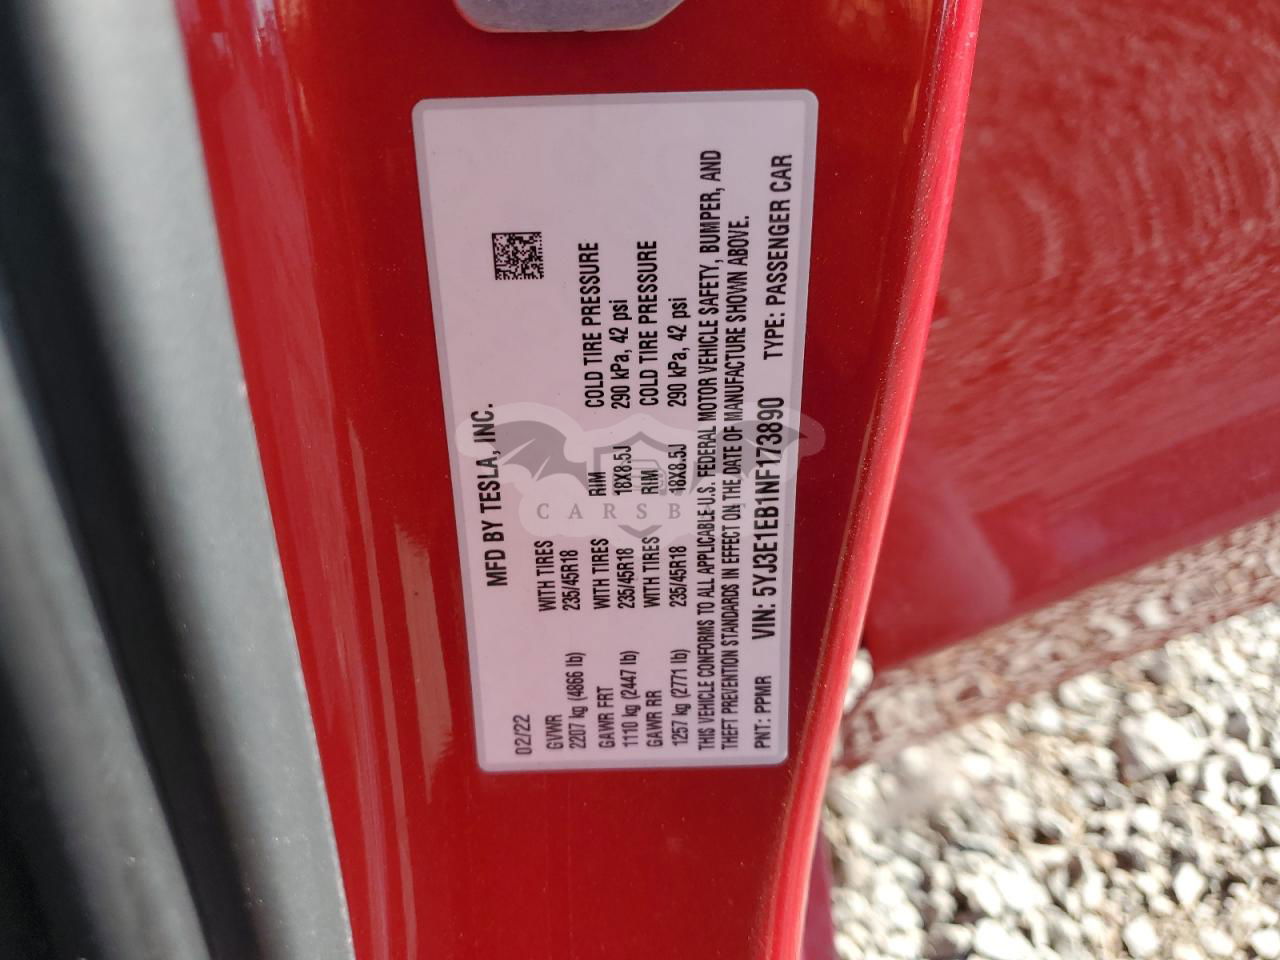 MFD BY TESLA, INC.
02/22
GVWR
2207 kg (4866 lb)
WITH TIRES
235/45R18
GAWR FRT WITH TIRES RIM COLD TIRE PRESSURE
1110 kg (2447 lb) 235/45R18 18X8.5J 290 kPa, 42 psi
GAWR RR WITH TIRES RIM COLD TIRE PRESSURE
1257 kg (2771 lb) 235/45R18 18X8.5J 290 kPa, 42 psi
THIS VEHICLE CONFORMS TO ALL APPLICABLE U.S. FEDERAL MOTOR VEHICLE SAFETY, BUMPER, AND
THEFT PREVENTION STANDARDS IN EFFECT ON THE DATE OF MANUFACTURE SHOWN ABOVE.
PNT: PPMR VIN: 5YJ3E1EB1NF173890 TYPE: PASSENGER CAR